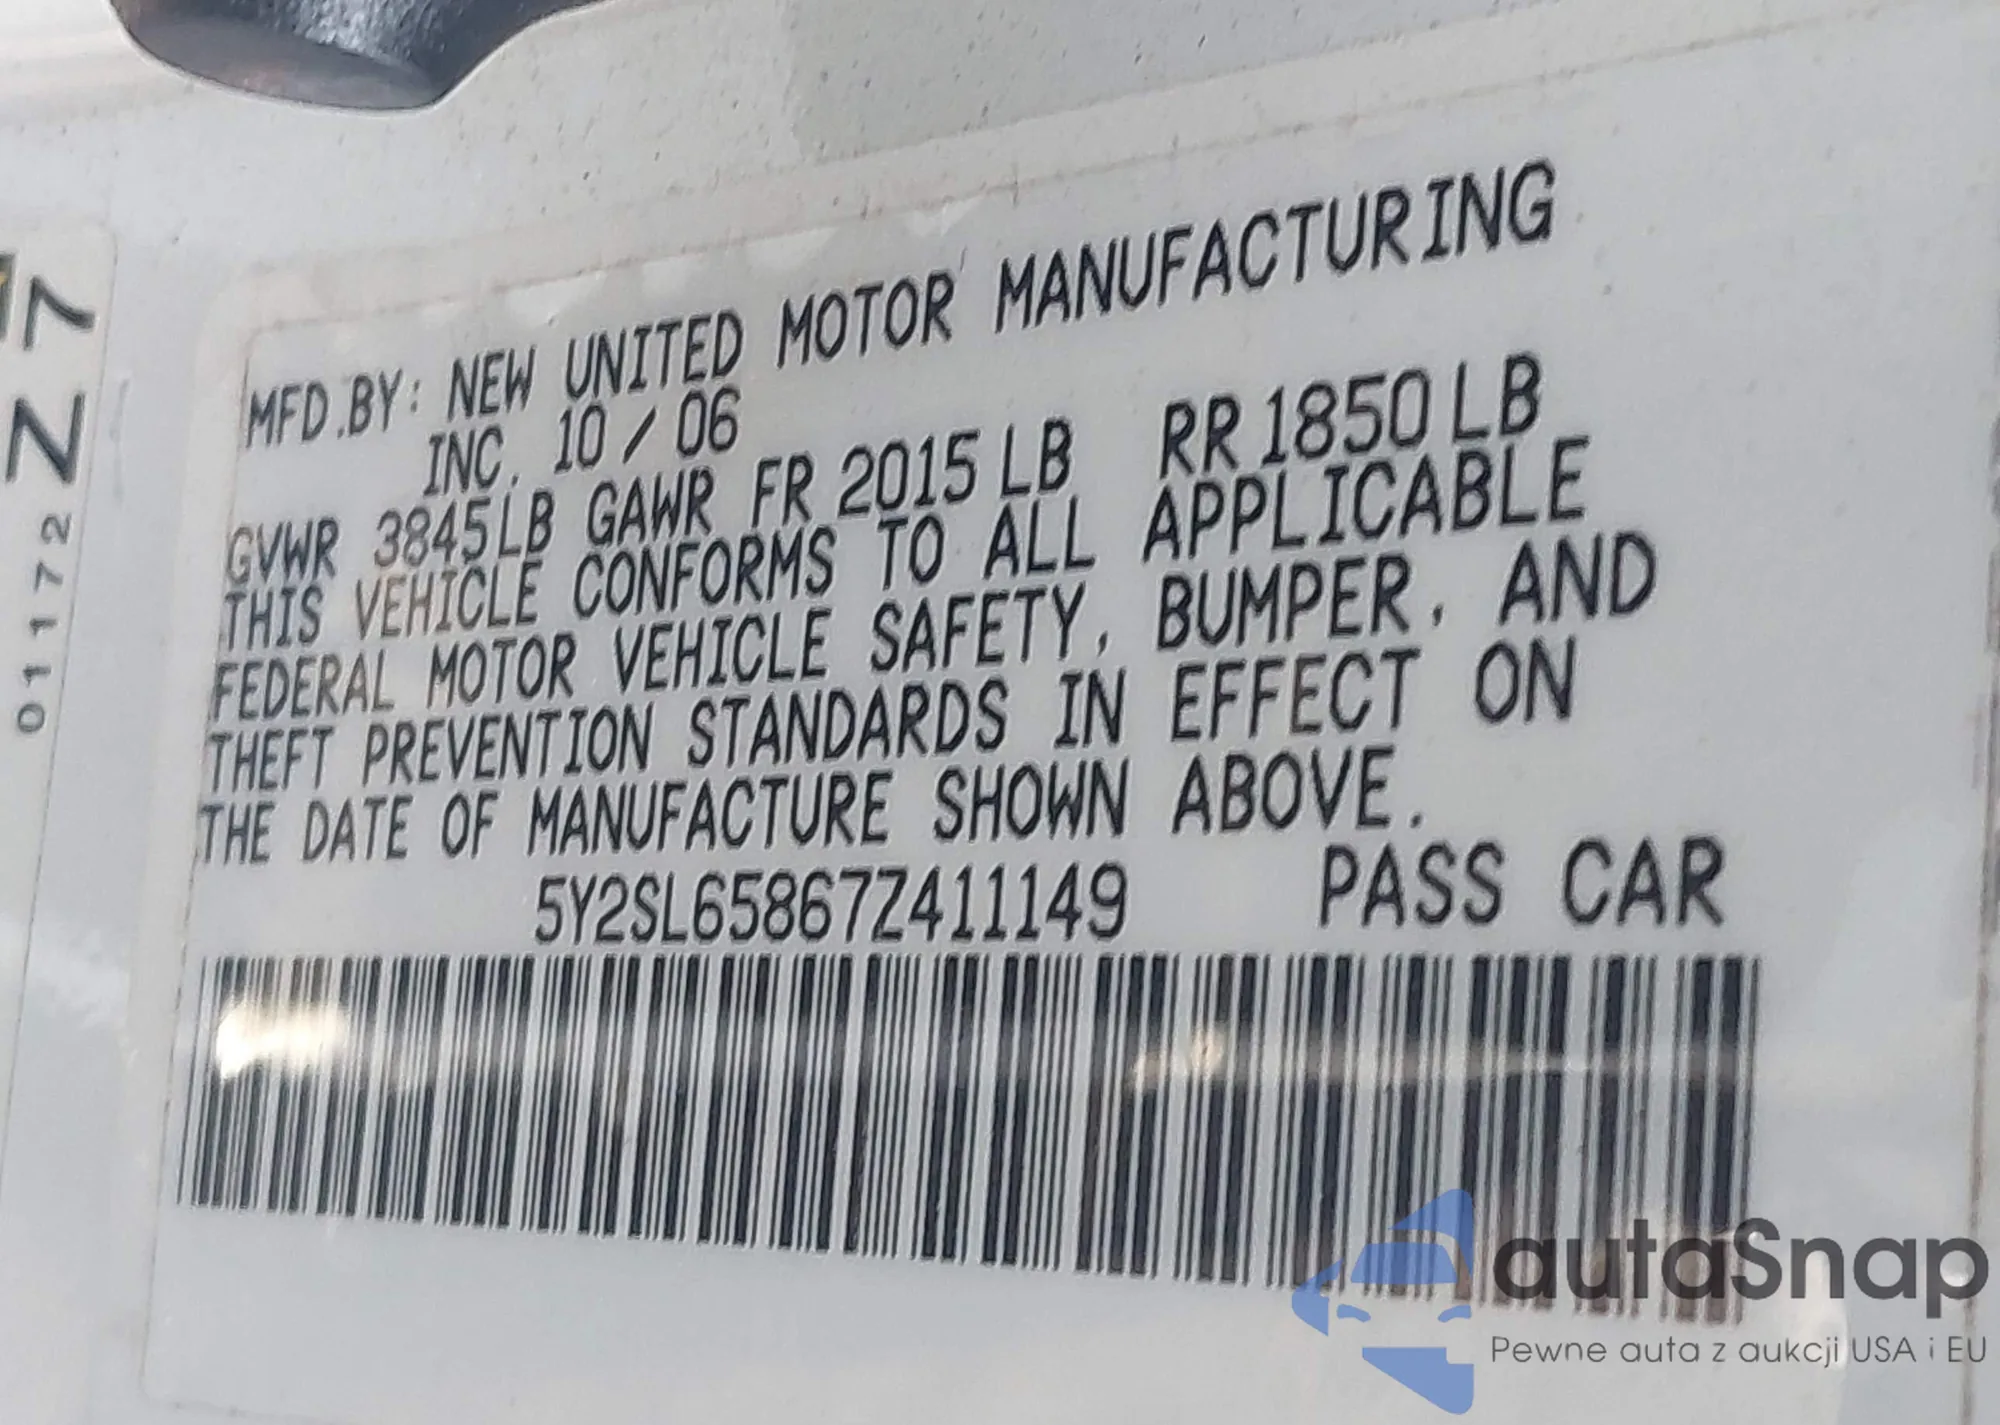 MFD.BY: NEW UNITED MOTOR MANUFACTURING
INC. 10/06
GVWR 3845LB GAWR FR 2015 LB RR 1850 LB
THIS VEHICLE CONFORMS TO ALL APPLICABLE
FEDERAL MOTOR VEHICLE SAFETY, BUMPER, AND
THEFT PREVENTION STANDARDS IN EFFECT ON
THE DATE OF MANUFACTURE SHOWN ABOVE.
5Y2SL65867Z411149 PASS CAR
01172 Z7
autaSnap
Pewne auta z aukcji USA i EU